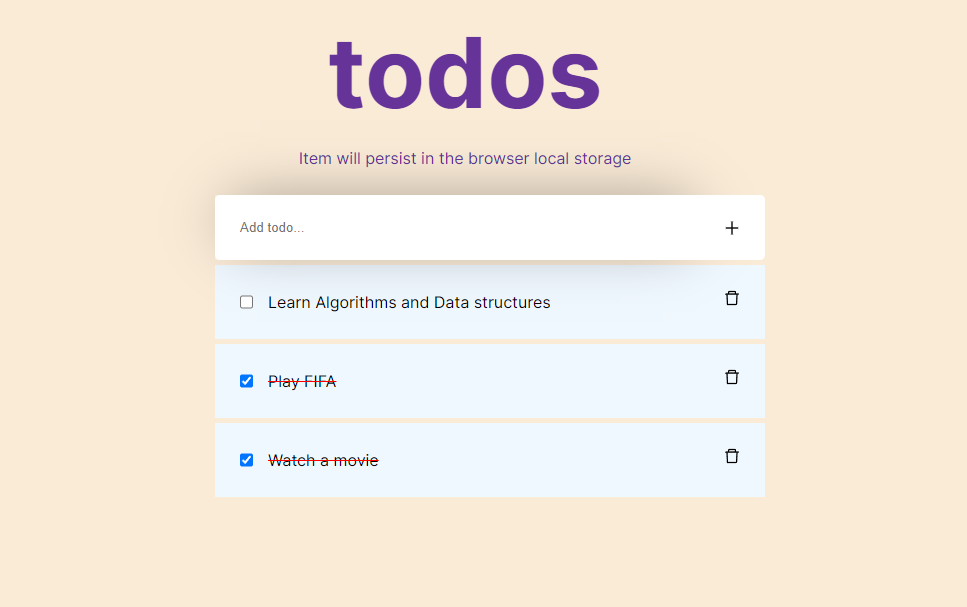 todos
Item will persist in the browser local storage
Add todo...
Learn Algorithms and Data structures
Play FIFA
Watch a movie